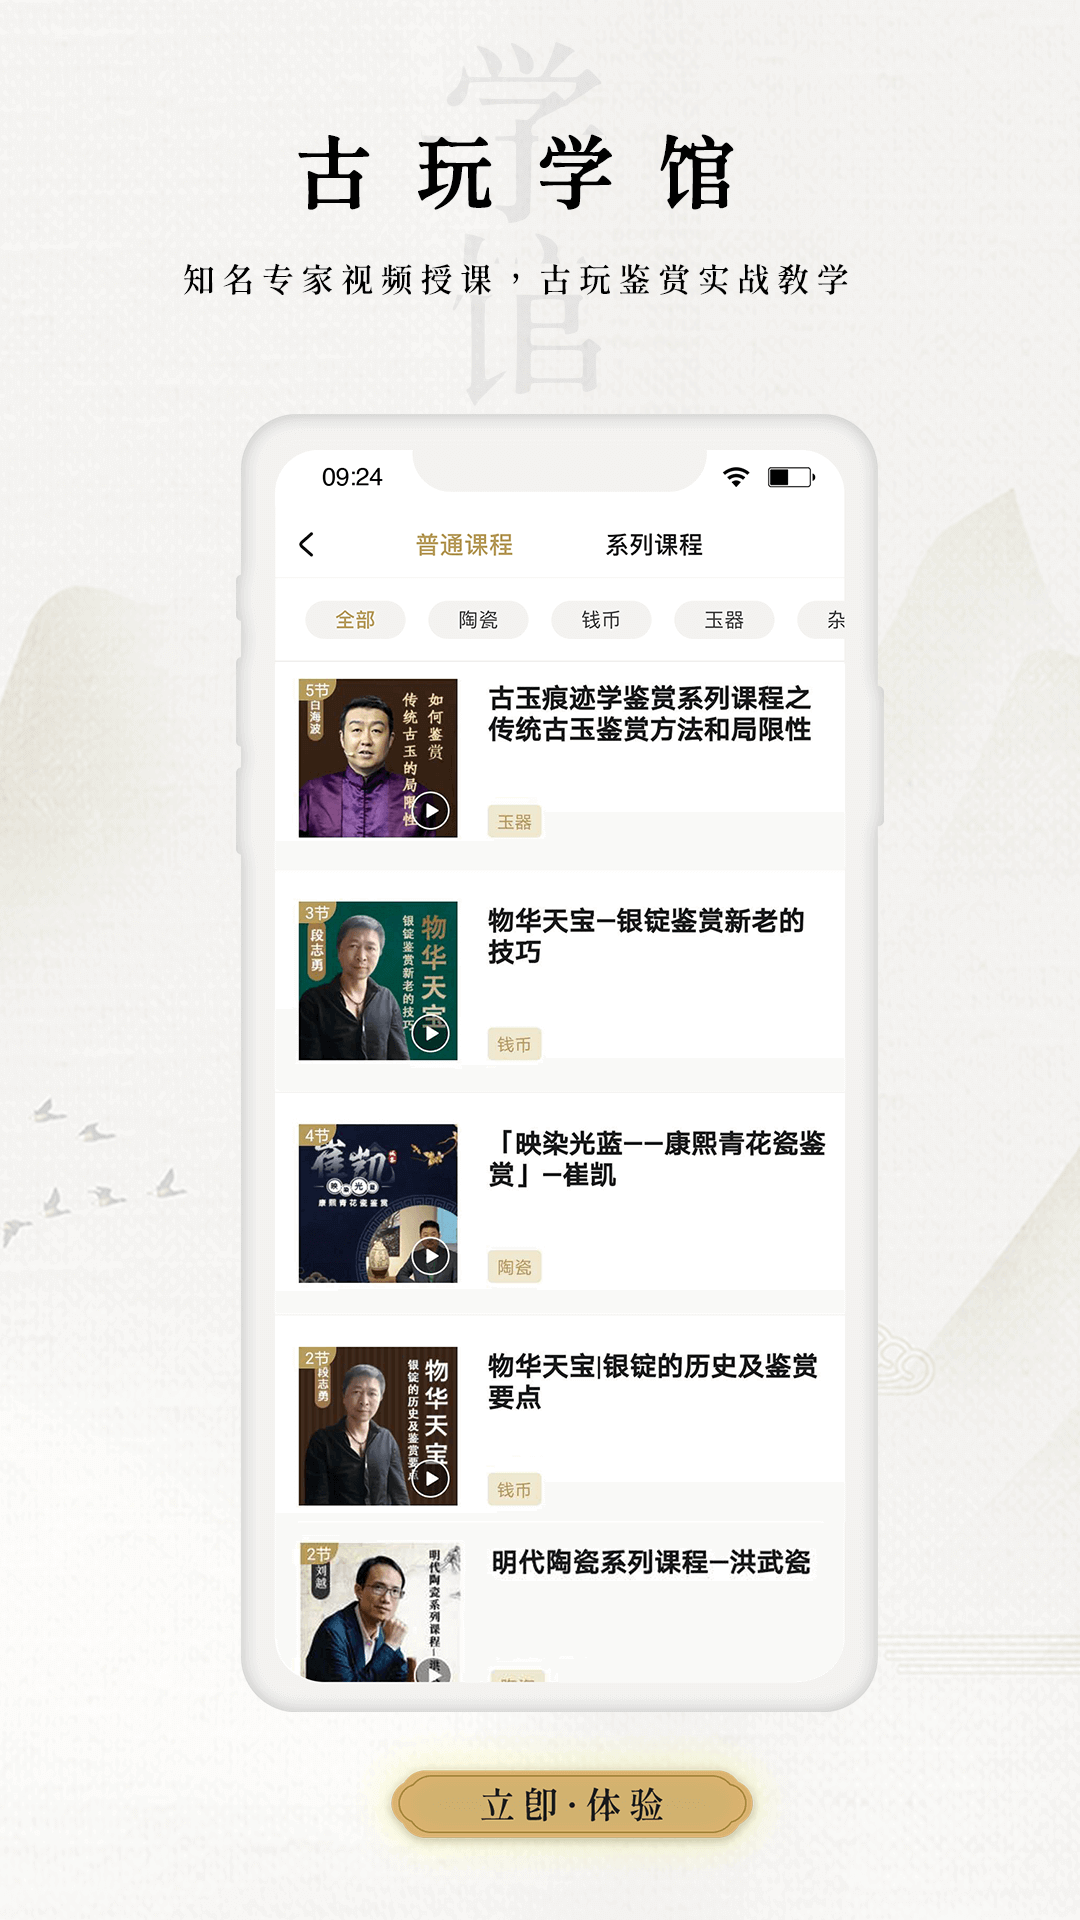 学馆
古玩学馆
知名专家视频授课，古玩鉴赏实战教学
09:24
普通课程
系列课程
全部
陶瓷
钱币
玉器
杂
5节
白海波
如何鉴赏
传统古玉的局限性
古玉痕迹学鉴赏系列课程之
传统古玉鉴赏方法和局限性
玉器
3节
段志勇
物华天宝
银锭鉴赏新老的技巧
物华天宝—银锭鉴赏新老的
技巧
钱币
4节
崔凯
映染光蓝
康熙青花瓷鉴赏
「映染光蓝——康熙青花瓷鉴
赏」—崔凯
陶瓷
2节
段志勇
物华天宝
银锭的历史及鉴赏要点
物华天宝|银锭的历史及鉴赏
要点
钱币
2节
刘越
明代陶瓷系列课程—洪
明代陶瓷系列课程—洪武瓷
陶瓷
立即·体验